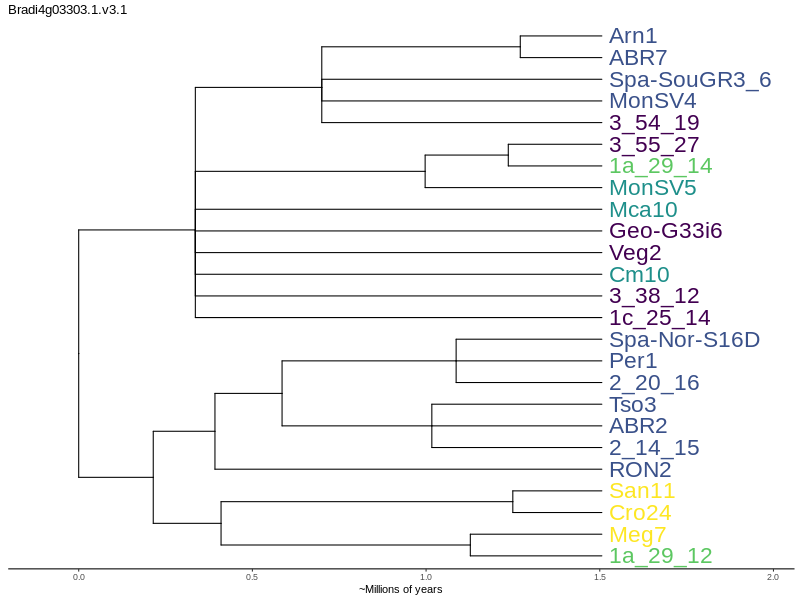 Bradi4g03303.1.v3.1
Arn1
ABR7
Spa-SouGR3_6
MonSV4
3_54_19
3_55_27
1a_29_14
MonSV5
Mca10
Geo-G33i6
Veg2
Cm10
3_38_12
1c_25_14
Spa-Nor-S16D
Per1
2_20_16
Tso3
ABR2
2_14_15
RON2
San11
Cro24
Meg7
1a_29_12
0.0 0.5 1.0 1.5 2.0
~Millions of years